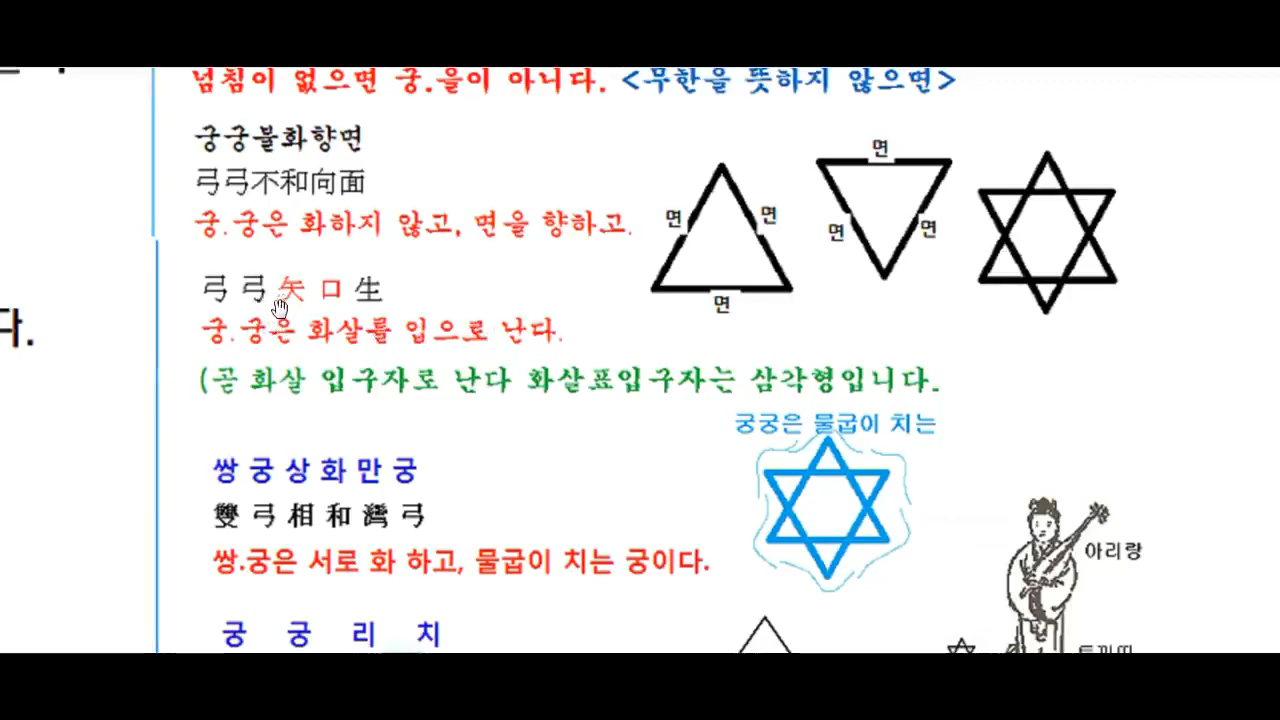 넘침이 없으면 궁.을이 아니다. <무한을 뜻하지 않으면>
궁궁불화향면
弓弓不和向面
궁.궁은 화하지 않고, 면을 향하고.
면
면
면
면
면
면
弓 弓 矢 口 生
궁.궁은 화살를 입으로 난다.
다.
(곧 화살 입구자로 난다 화살표입구자는 삼각형입니다.
궁궁은 물굽이 치는
쌍 궁 상 화 만 궁
雙 弓 相 和 灣 弓
쌍.궁은 서로 화 하고, 물굽이 치는 궁이다.
아리랑
궁 궁 리 치